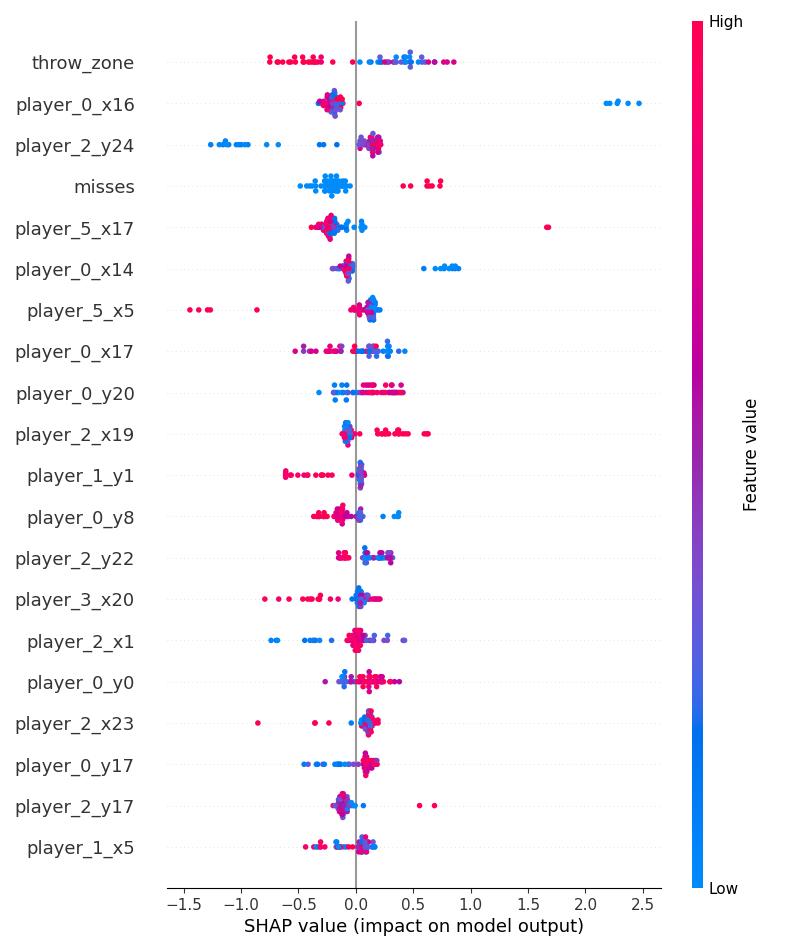 High
throw_zone
player_0_x16
player_2_y24
misses
player_5_x17
player_0_x14
player_5_x5
player_0_x17
player_0_y20
player_2_x19
player_1_y1
player_0_y8
player_2_y22
player_3_x20
player_2_x1
player_0_y0
player_2_x23
player_0_y17
player_2_y17
player_1_x5
Feature value
Low
−1.5 −1.0 −0.5 0.0 0.5 1.0 1.5 2.0 2.5
SHAP value (impact on model output)